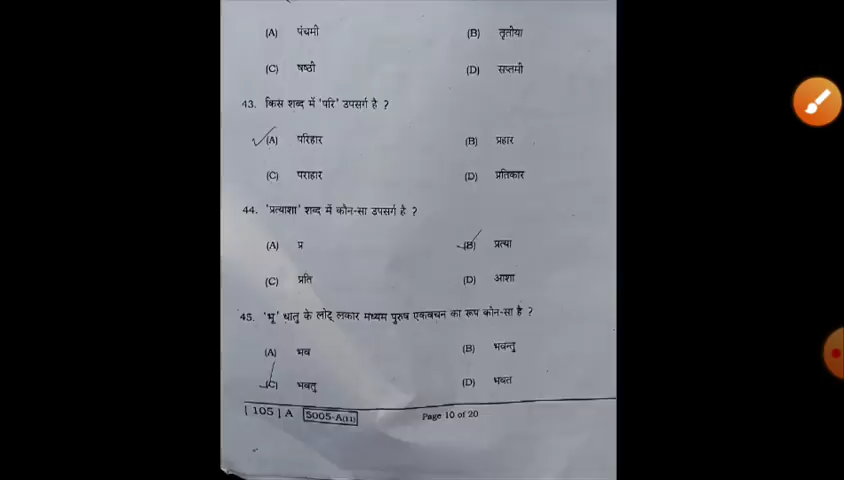 (A) पंचमी (B) तृतीया
(C) षष्ठी (D) सप्तमी
43. किस शब्द में 'परि' उपसर्ग है ?
(A) परिहार (B) प्रहार
(C) पराहार (D) प्रतिकार
44. 'प्रत्याशा' शब्द में कौन-सा उपसर्ग है ?
(A) प्र (B) प्रत्या
(C) प्रति (D) आशा
45. 'भू' धातु के लोट् लकार मध्यम पुरुष एकवचन का रूप कौन-सा है ?
(A) भव (B) भवन्तु
(C) भवतु (D) भवत
[ 105 ] A 5005-A(11) Page 10 of 20